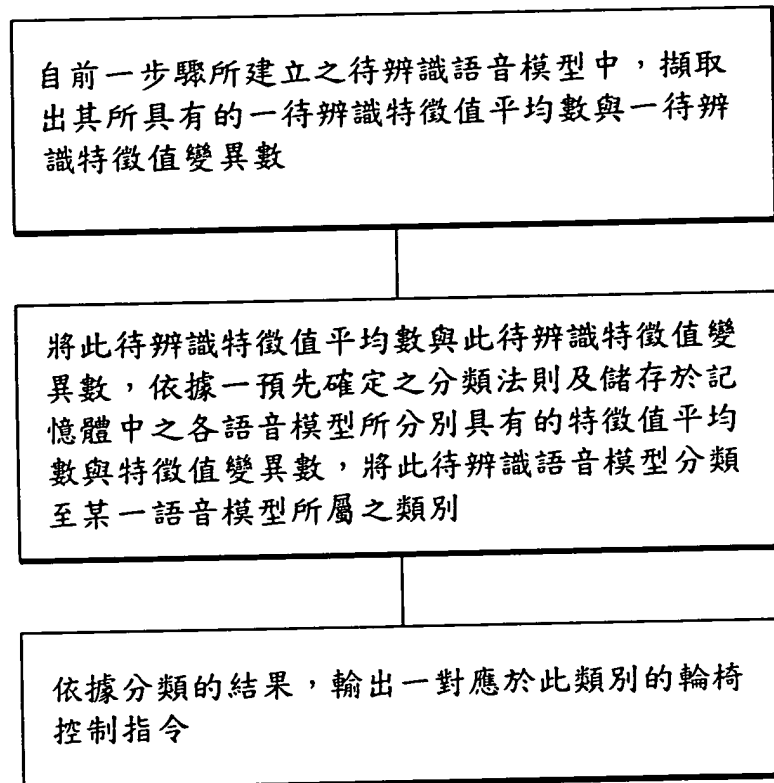 自前一步驟所建立之待辨識語音模型中，擷取
出其所具有的一待辨識特徵值平均數與一待辨
識特徵值變異數
將此待辨識特徵值平均數與此待辨識特徵值變
異數，依據一預先確定之分類法則及儲存於記
憶體中之各語音模型所分別具有的特徵值平均
數與特徵值變異數，將此待辨識語音模型分類
至某一語音模型所屬之類別
依據分類的結果，輸出一對應於此類別的輪椅
控制指令